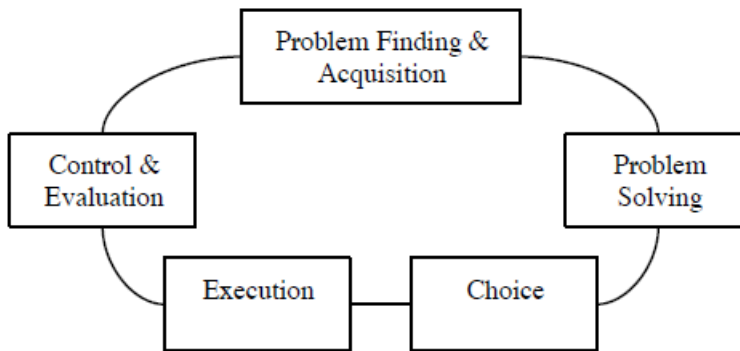 Problem Finding &
Acquisition
Control &
Evaluation
Problem
Solving
Execution
Choice